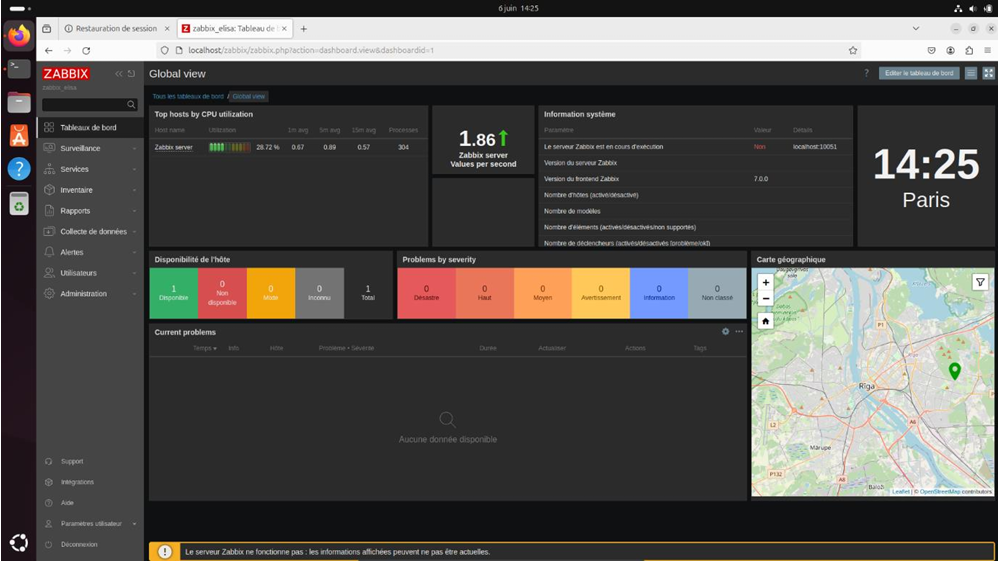 6 juin 14:25
Restauration de session
zabbix_elisa: Tableau de b
localhost/zabbix/zabbix.php?action=dashboard.view&dashboardid=1
ZABBIX
zabbix_elisa
Tableaux de bord
Surveillance
Services
Inventaire
Rapports
Collecte de données
Alertes
Utilisateurs
Administration
Support
Intégrations
Aide
Paramètres utilisateur
Déconnexion
Global view
? Editer le tableau de bord
Tous les tableaux de bord / Global view
Top hosts by CPU utilization
Host name Utilization 1m avg 5m avg 15m avg Processes
Zabbix server 28.72 % 0.67 0.89 0.57 304
1.86
Zabbix server
Values per second
Information système
Paramètre Valeur Détails
Le serveur Zabbix est en cours d'exécution Non localhost:10051
Version du serveur Zabbix
Version du frontend Zabbix 7.0.0
Nombre d'hôtes (activé/désactivé)
Nombre de modèles
Nombre d'éléments (activés/désactivés/non supportés)
Nombre de déclencheurs (activés/désactivés [problème/ok])
14:25
Paris
Disponibilité de l'hôte
1 Disponible
0 Non disponible
0 Mixte
0 Inconnu
1 Total
Problems by severity
0 Désastre
0 Haut
0 Moyen
0 Avertissement
0 Information
0 Non classé
Carte géographique
+
−
P1
A2
Rīga
A6
L2
A8
Mārupe
P132
Baloži
Leaflet | © OpenStreetMap contributors
Current problems
Temps Info Hôte Problème • Sévérité Durée Actualiser Actions Tags
Aucune donnée disponible
Le serveur Zabbix ne fonctionne pas : les informations affichées peuvent ne pas être actuelles.